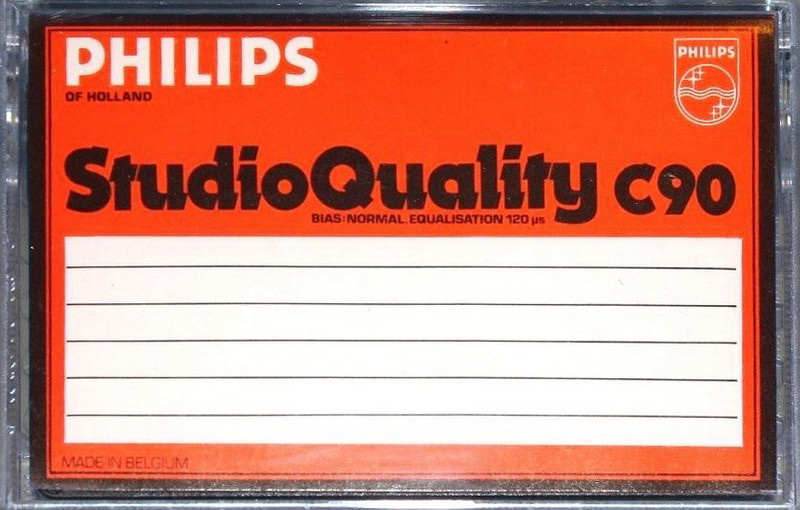 PHILIPS
OF HOLLAND
PHILIPS
StudioQuality C90
BIAS:NORMAL. EQUALISATION 120 µs
MADE IN BELGIUM